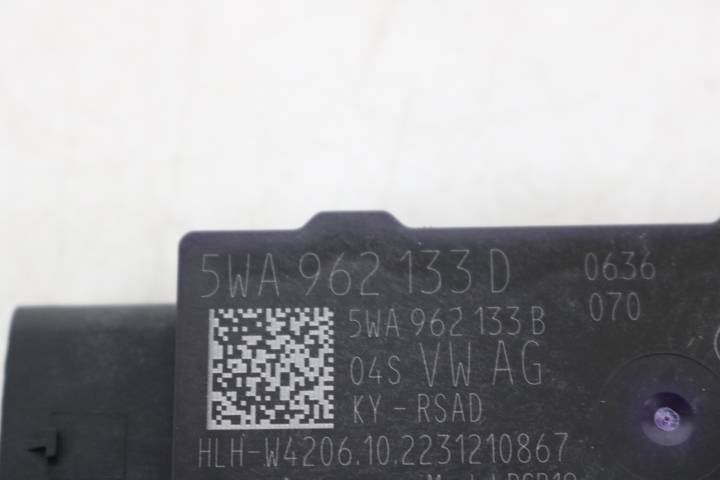 5WA 962 133 D 0636
070
5WA 962 133 B
04S VW AG
KY - RSAD
HLH-W4206.10.2231210867